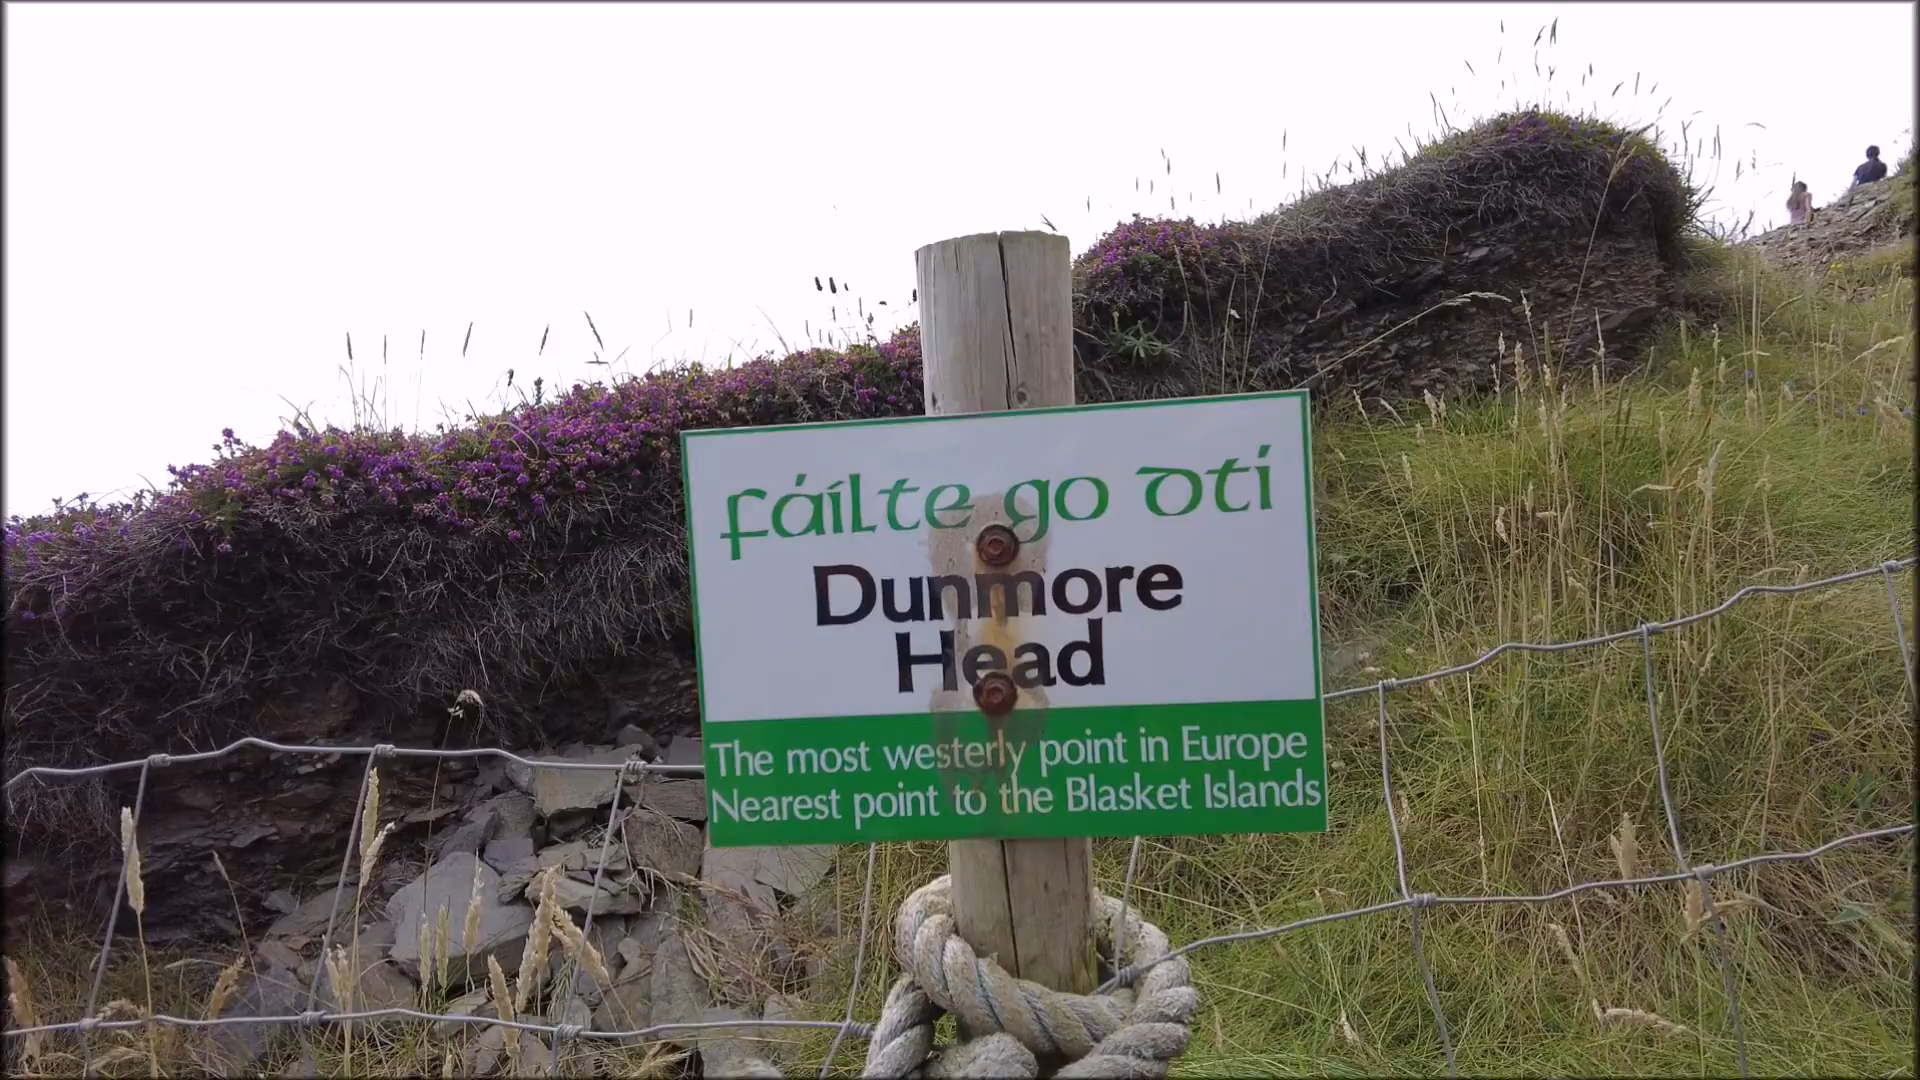 fáilte go dtí
Dunmore
Head
The most westerly point in Europe
Nearest point to the Blasket Islands